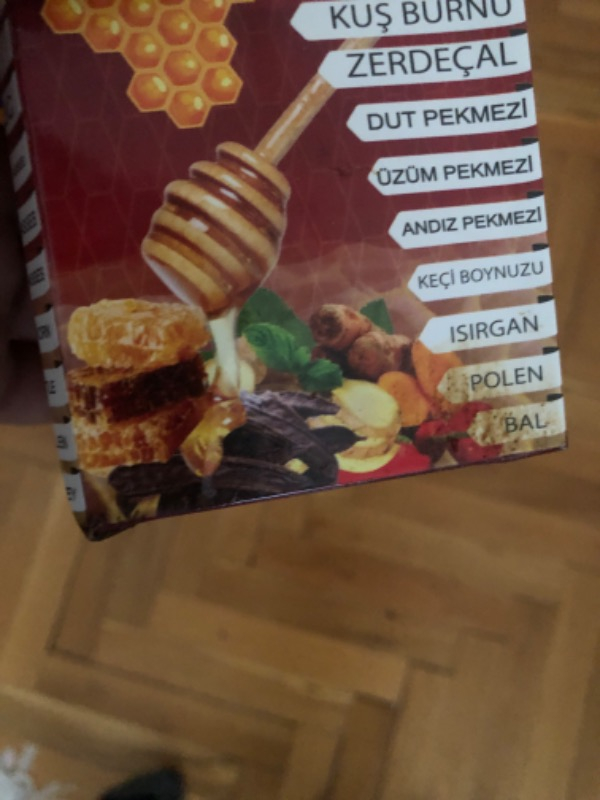 KUŞ BURNU
ZERDEÇAL
DUT PEKMEZİ
ÜZÜM PEKMEZİ
ANDIZ PEKMEZİ
KEÇİ BOYNUZU
ISIRGAN
POLEN
BAL